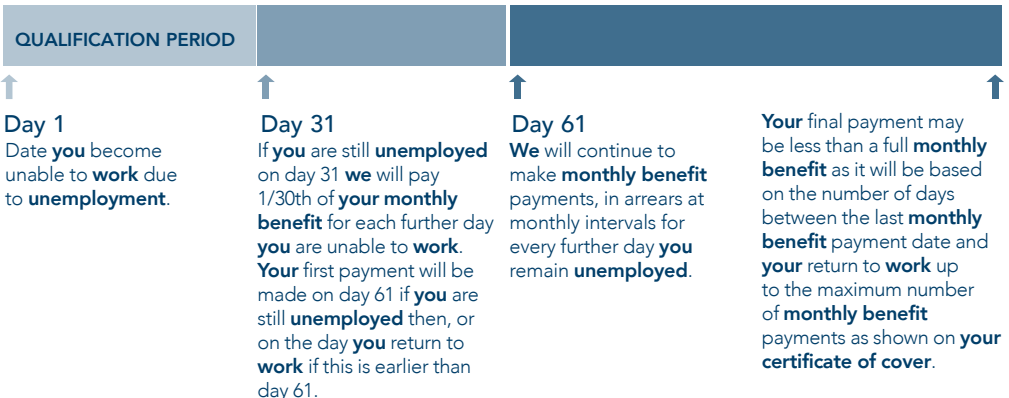 QUALIFICATION PERIOD
Day 1
Date you become
unable to work due
to unemployment.
Day 31
If you are still unemployed
on day 31 we will pay
1/30th of your monthly
benefit for each further day
you are unable to work.
Your first payment will be
made on day 61 if you are
still unemployed then, or
on the day you return to
work if this is earlier than
day 61.
Day 61
We will continue to
make monthly benefit
payments, in arrears at
monthly intervals for
every further day you
remain unemployed.
Your final payment may
be less than a full monthly
benefit as it will be based
on the number of days
between the last monthly
benefit payment date and
your return to work up
to the maximum number
of monthly benefit
payments as shown on your
certificate of cover.